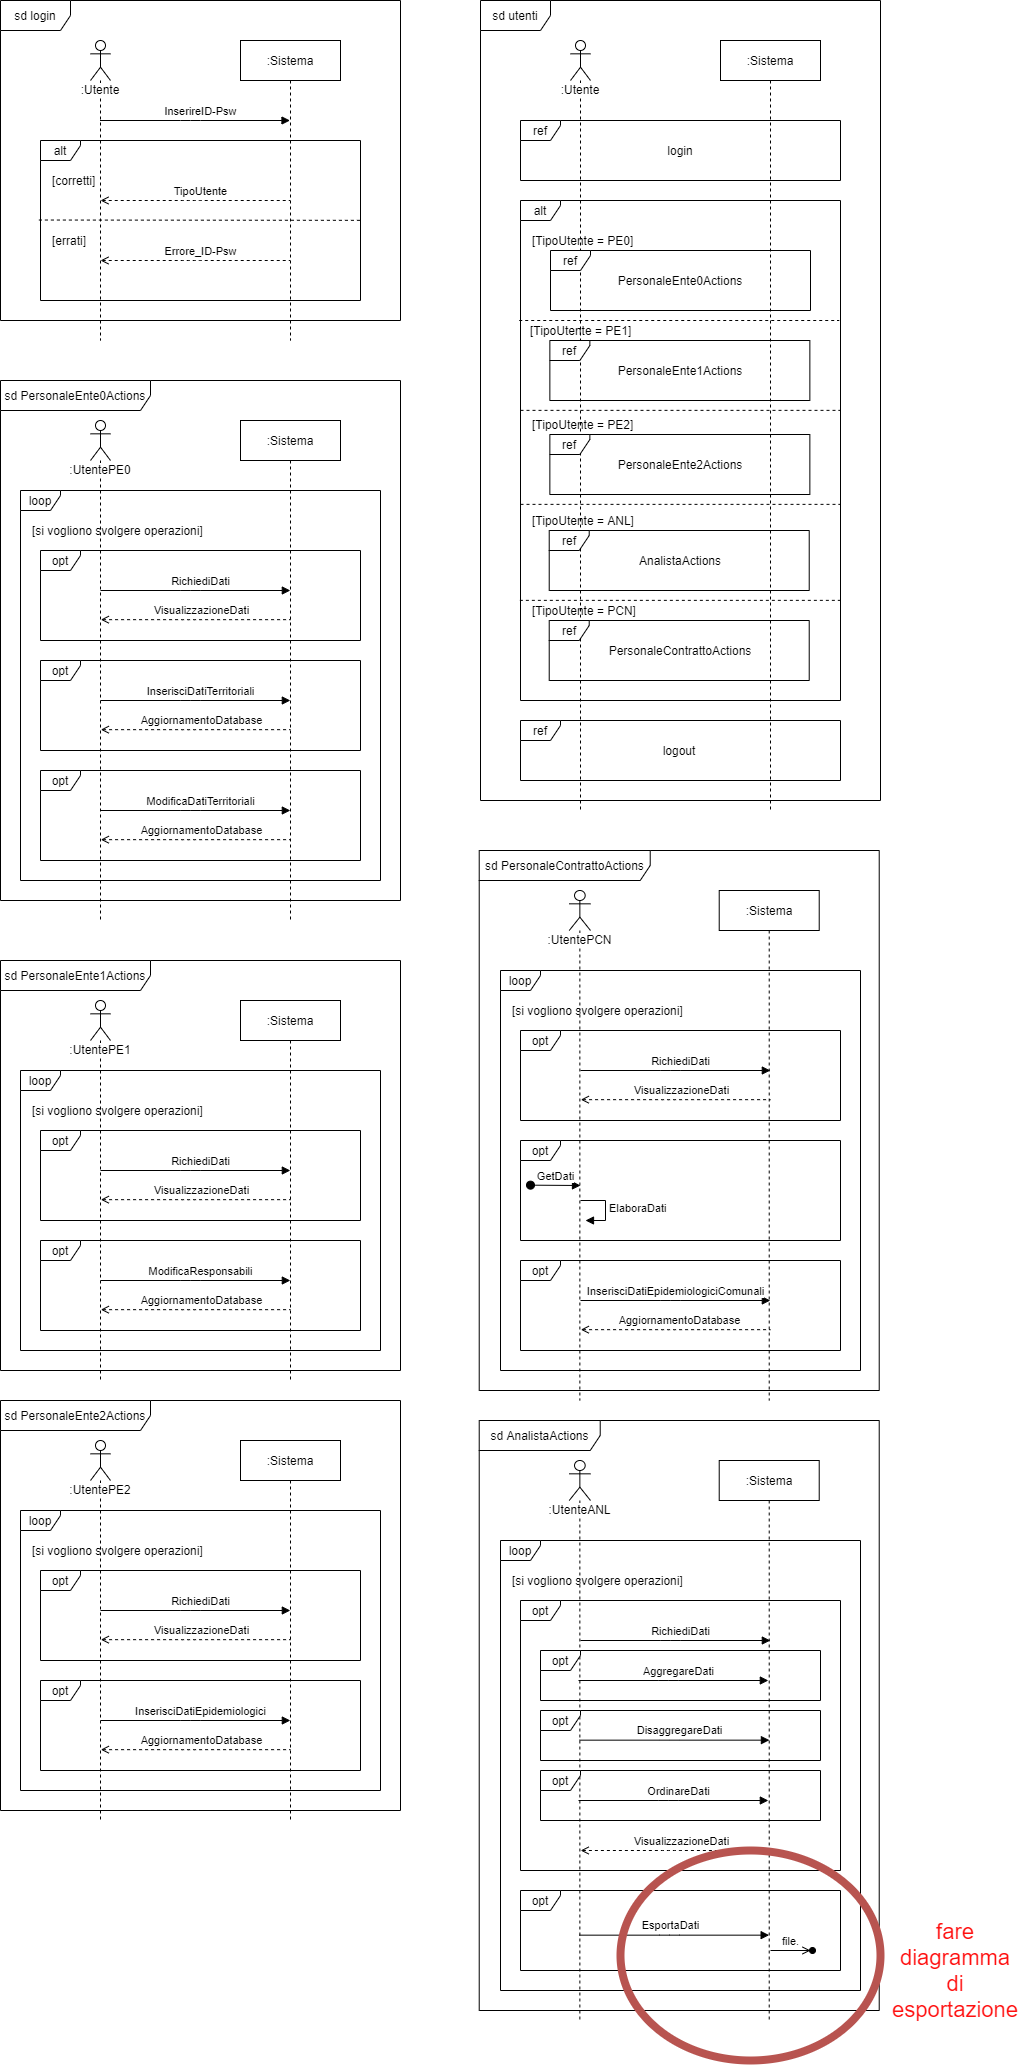 sd login
:Utente
:Sistema
InserireID-Psw
alt
[corretti]
TipoUtente
[errati]
Errore_ID-Psw
sd PersonaleEnte0Actions
:UtentePE0
:Sistema
loop
[si vogliono svolgere operazioni]
opt
RichiediDati
VisualizzazioneDati
opt
InserisciDatiTerritoriali
AggiornamentoDatabase
opt
ModificaDatiTerritoriali
AggiornamentoDatabase
sd PersonaleEnte1Actions
:UtentePE1
:Sistema
loop
[si vogliono svolgere operazioni]
opt
RichiediDati
VisualizzazioneDati
opt
ModificaResponsabili
AggiornamentoDatabase
sd PersonaleEnte2Actions
:UtentePE2
:Sistema
loop
[si vogliono svolgere operazioni]
opt
RichiediDati
VisualizzazioneDati
opt
InserisciDatiEpidemiologici
AggiornamentoDatabase
sd utenti
:Utente
:Sistema
ref
login
alt
[TipoUtente = PE0]
ref
PersonaleEnte0Actions
[TipoUtente = PE1]
ref
PersonaleEnte1Actions
[TipoUtente = PE2]
ref
PersonaleEnte2Actions
[TipoUtente = ANL]
ref
AnalistaActions
[TipoUtente = PCN]
ref
PersonaleContrattoActions
ref
logout
sd PersonaleContrattoActions
:UtentePCN
:Sistema
loop
[si vogliono svolgere operazioni]
opt
RichiediDati
VisualizzazioneDati
opt
GetDati
ElaboraDati
opt
InserisciDatiEpidemiologiciComunali
AggiornamentoDatabase
sd AnalistaActions
:UtenteANL
:Sistema
loop
[si vogliono svolgere operazioni]
opt
RichiediDati
opt
AggregareDati
opt
DisaggregareDati
opt
OrdinareDati
VisualizzazioneDati
opt
EsportaDati
file.
fare
diagramma
di
esportazione